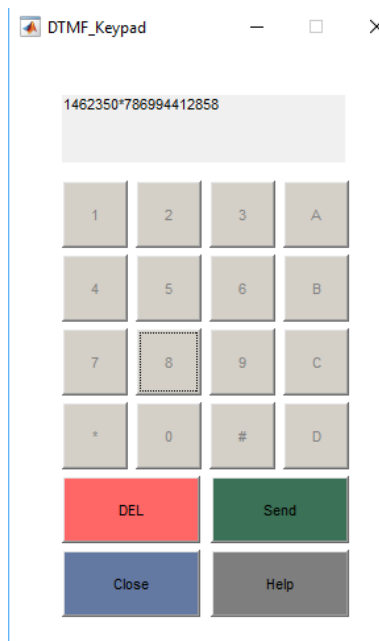 DTMF_Keypad
1462350*786994412858
1 2 3 A
4 5 6 B
7 8 9 C
* 0 # D
DEL Send
Close Help